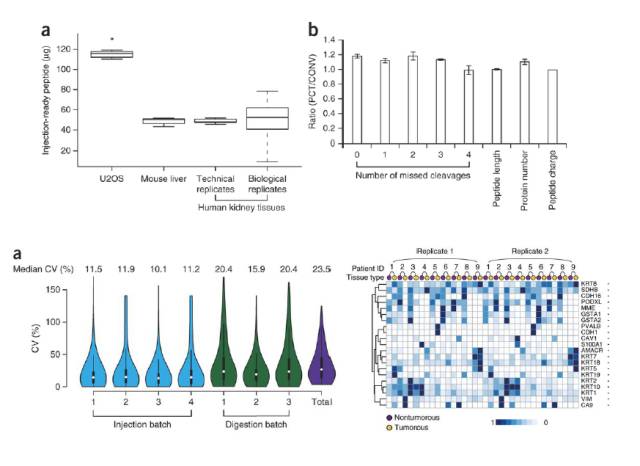 a
Injection-ready peptide (µg)
120
100
80
60
40
20
*
U2OS
Mouse liver
Technical replicates
Biological replicates
Human kidney tissues
b
Ratio (PCT/CONV)
1.4
1.2
1.0
0.8
0.6
0.4
0.2
0
0 1 2 3 4
Number of missed cleavages
Peptide length
Protein number
Peptide charge
a
Median CV (%) 11.5 11.9 10.1 11.2 20.4 15.9 20.4 23.5
CV (%)
150
100
50
0
1 2 3 4 1 2 3 Total
Injection batch
Digestion batch
Replicate 1 Replicate 2
Patient ID 1 2 3 4 5 6 7 8 9 1 2 3 4 5 6 7 8 9
Tissue type
KRT8
SDHB
CDH16
PODXL
MME
GSTA1
GSTA2
PVALB
CDH1
CAV1
S100A1
AMACR
KRT7
KRT18
KRT5
KRT19
KRT2
KRT10
KRT1
VIM
CA9
Nontumorous
Tumorous
1 0